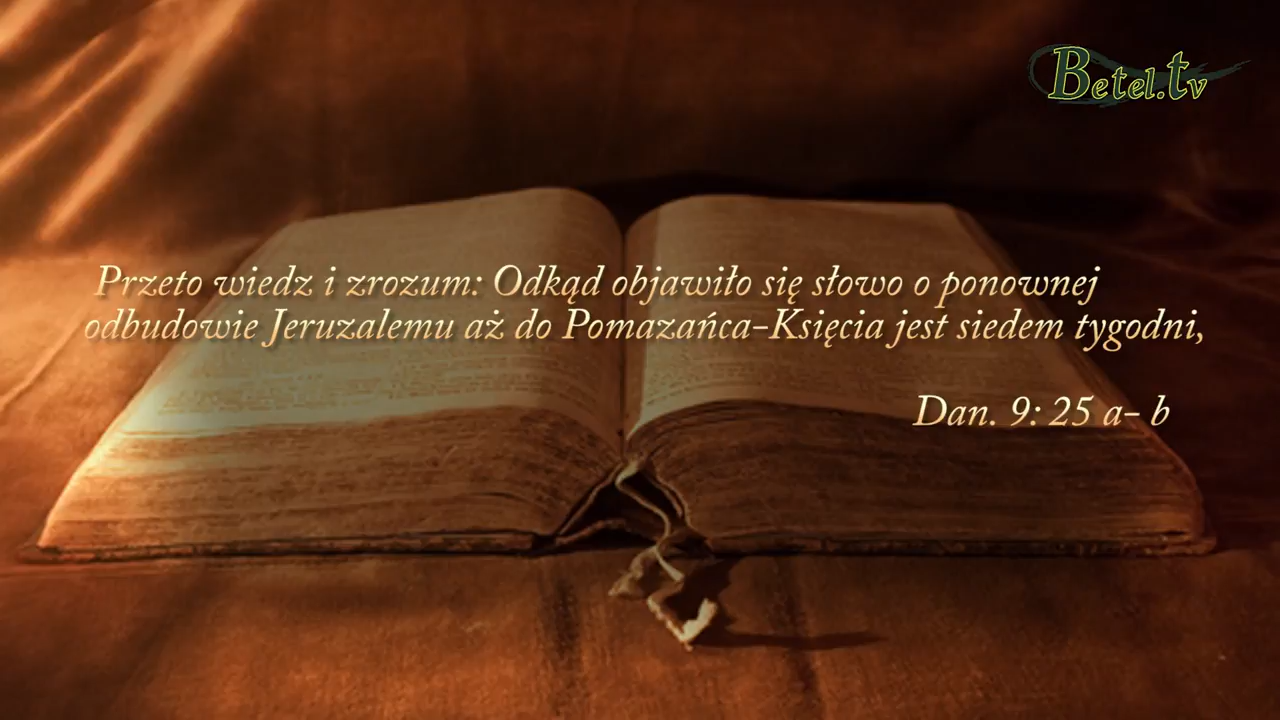 Betel.tv
Przeto wiedz i zrozum: Odkąd objawiło się słowo o ponownej
odbudowie Jeruzalemu aż do Pomazańca-Księcia jest siedem tygodni,
Dan. 9: 25 a- b